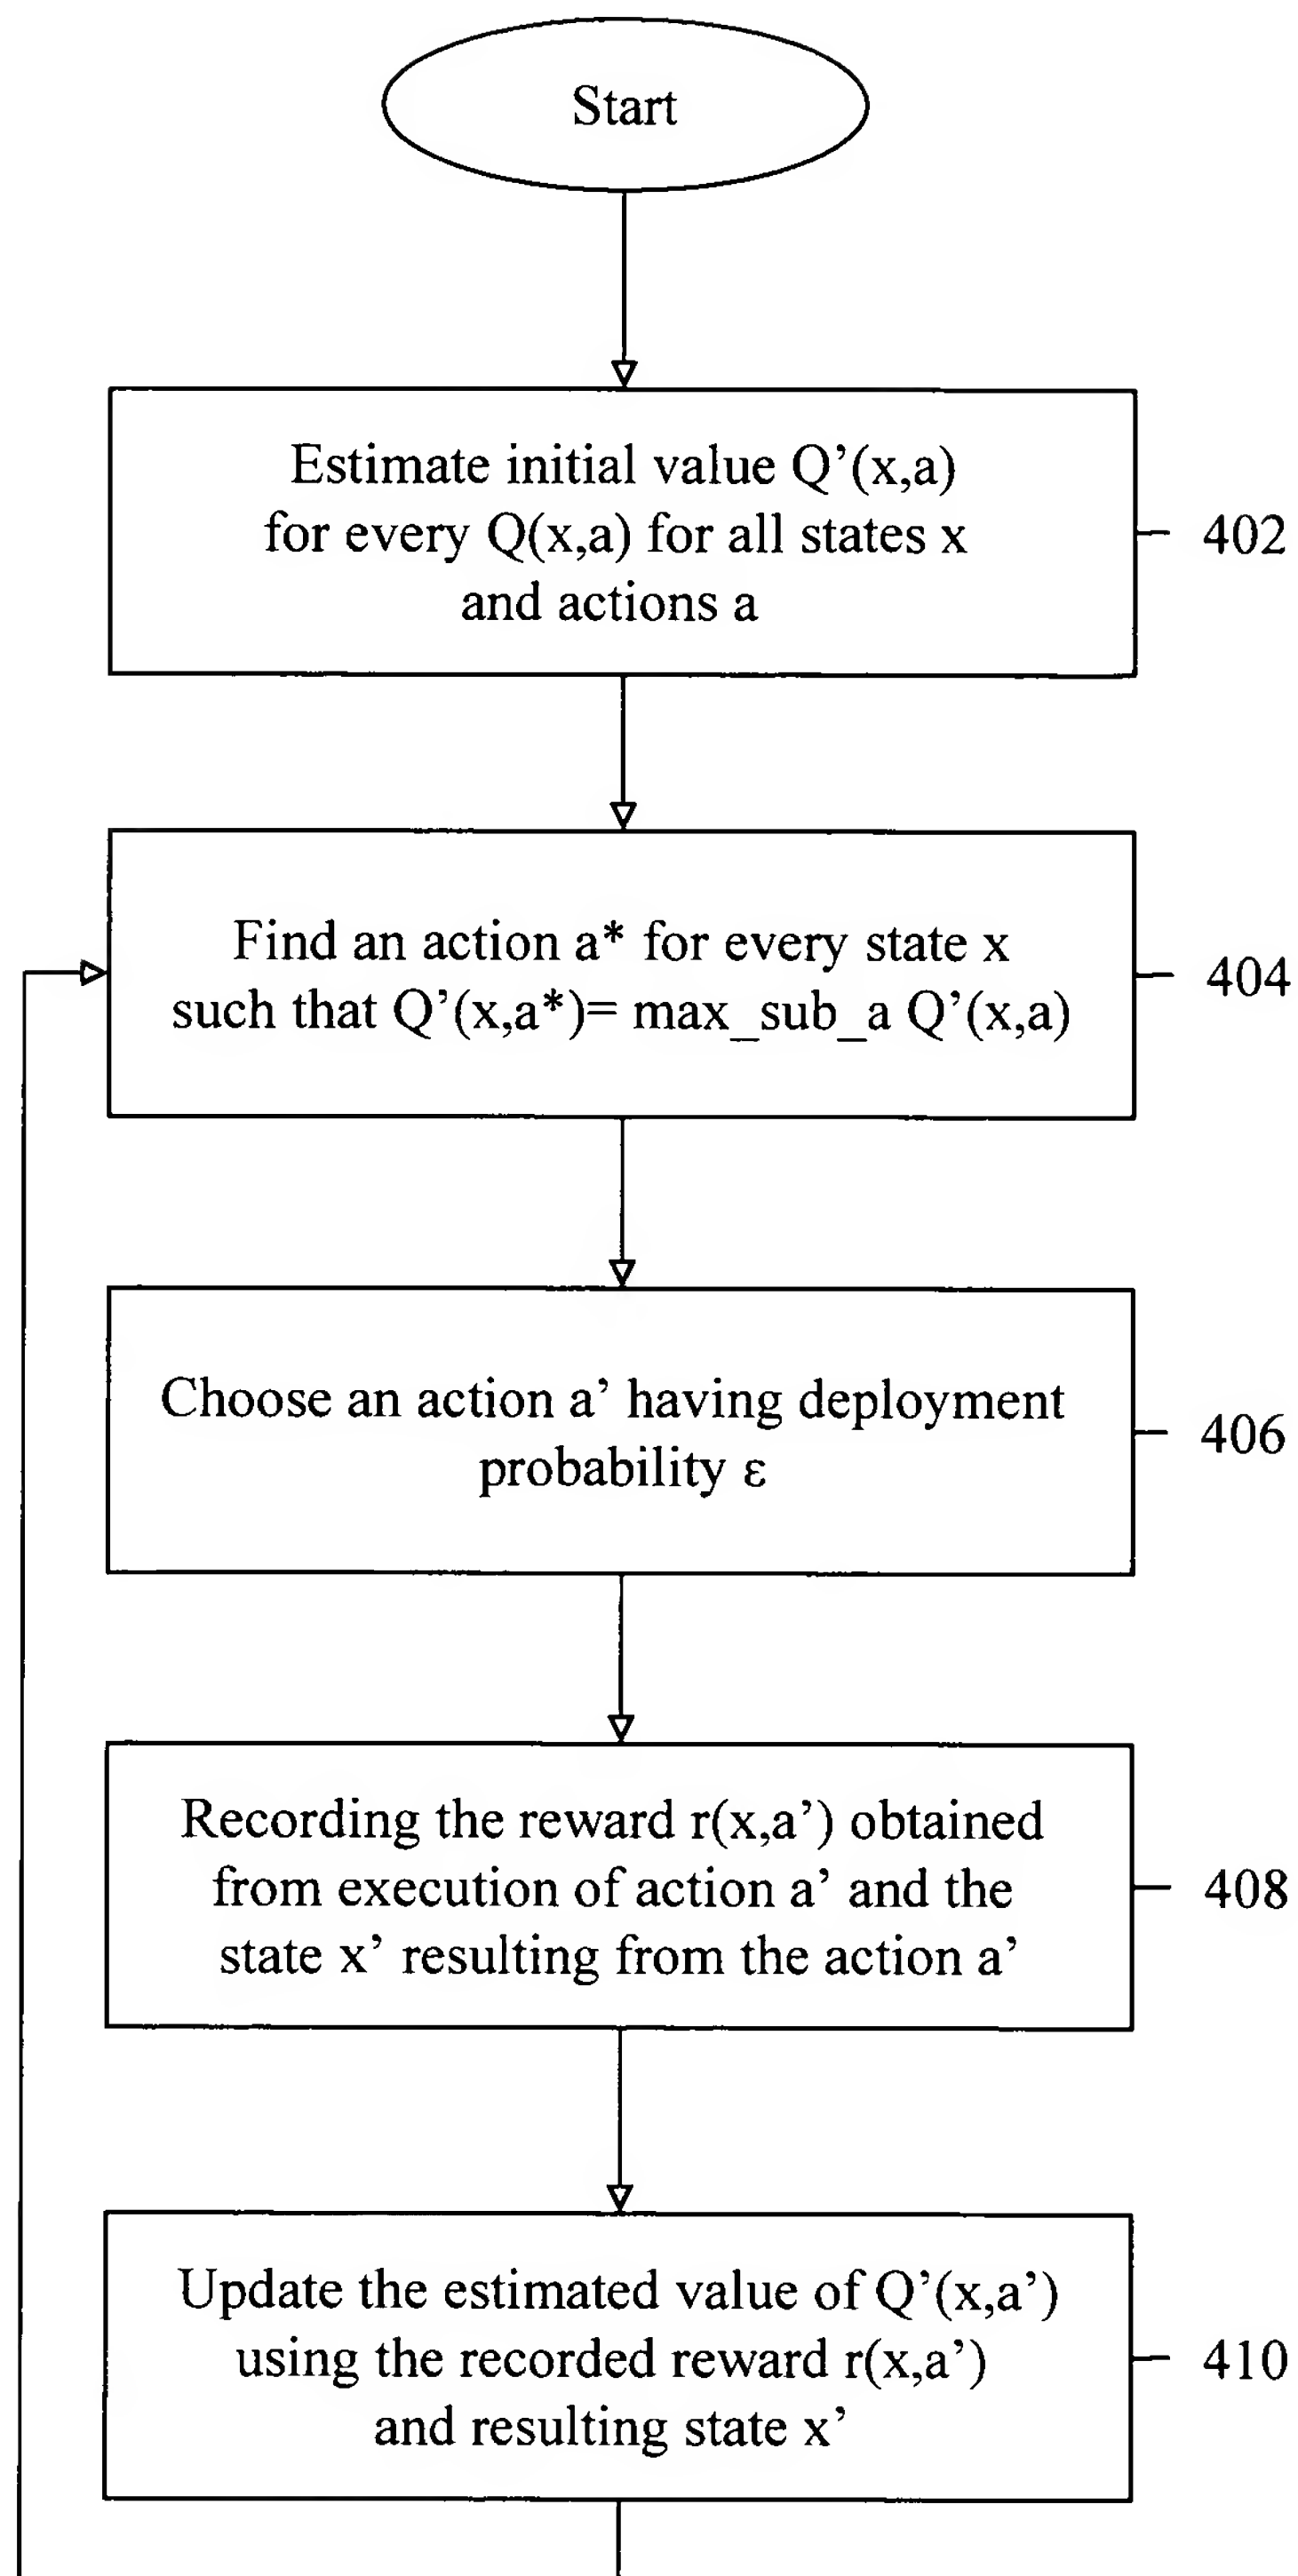 Start
Estimate initial value Q’(x,a)
for every Q(x,a) for all states x
and actions a
402
Find an action a* for every state x
such that Q’(x,a*)= max_sub_a Q’(x,a)
404
Choose an action a’ having deployment
probability ε
406
Recording the reward r(x,a’) obtained
from execution of action a’ and the
state x’ resulting from the action a’
408
Update the estimated value of Q’(x,a’)
using the recorded reward r(x,a’)
and resulting state x’
410